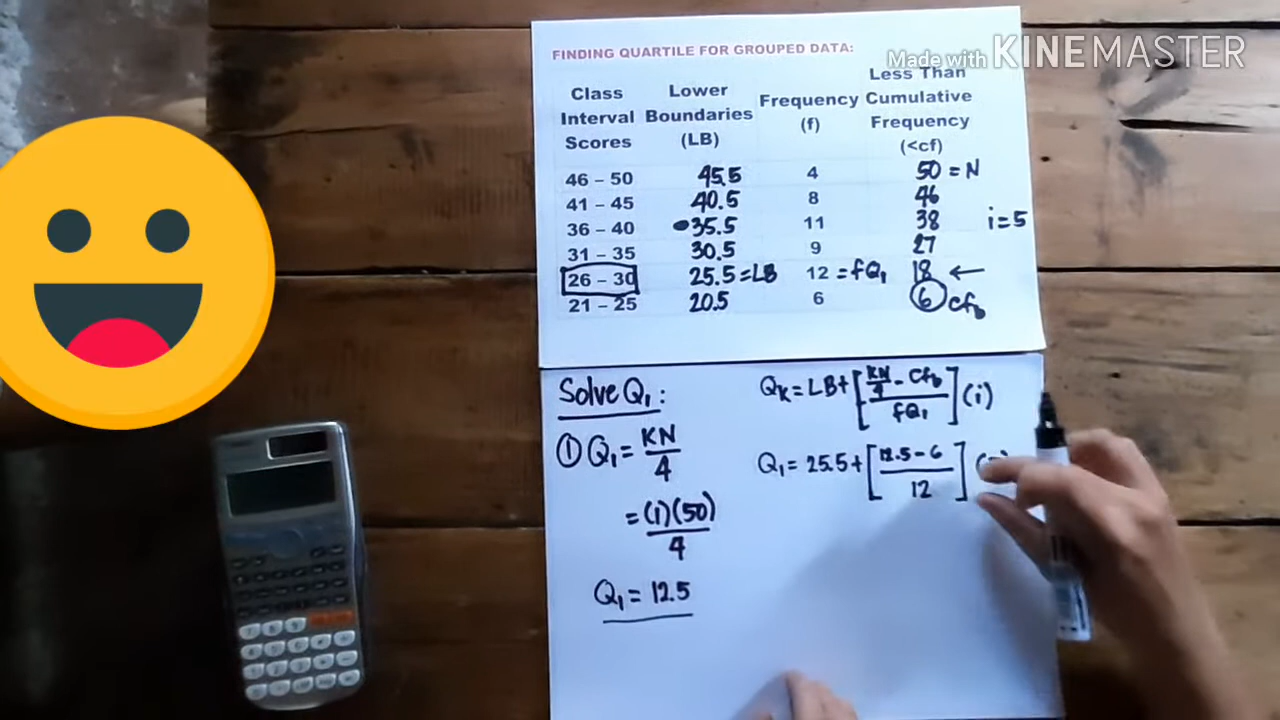 Made with KINEMASTER
FINDING QUARTILE FOR GROUPED DATA:
Class Interval Scores
Lower Boundaries (LB)
Frequency (f)
Less Than Cumulative Frequency (<cf)
46 – 50 45.5 4 50 = N
41 – 45 40.5 8 46
36 – 40 35.5 11 38 i = 5
31 – 35 30.5 9 27
26 – 30 25.5 = LB 12 = fQ₁ 18 ←
21 – 25 20.5 6 6 cfb
Solve Q₁:
① Q₁ = KN/4
= (1)(50)/4
Q₁ = 12.5
Qk = LB + [(KN/4 - Cfb)/fQ₁] (i)
Q₁ = 25.5 + [(12.5 - 6)/12] (